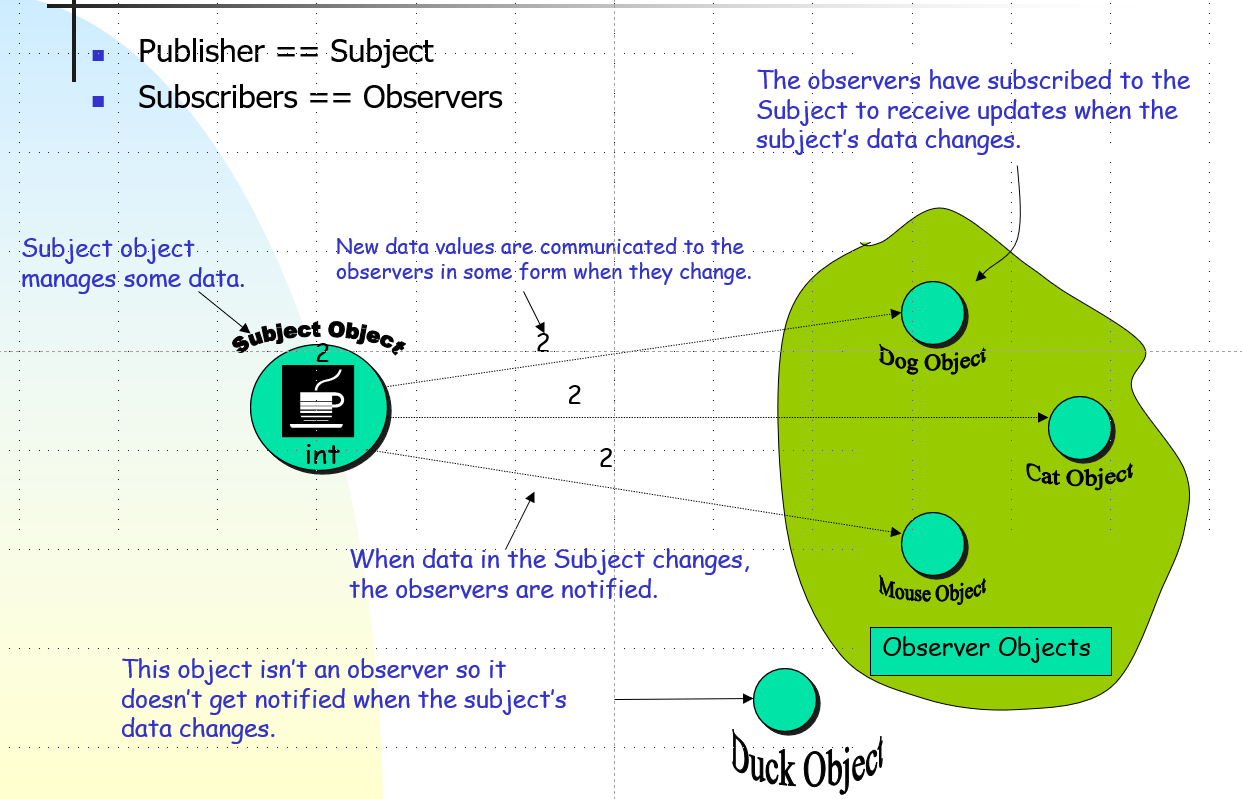 Publisher == Subject
Subscribers == Observers
The observers have subscribed to the
Subject to receive updates when the
subject's data changes.
Subject object
manages some data.
New data values are communicated to the
observers in some form when they change.
Subject Object
2
int
2
2
2
Dog Object
Cat Object
Mouse Object
When data in the Subject changes,
the observers are notified.
Observer Objects
This object isn't an observer so it
doesn't get notified when the subject's
data changes.
Duck Object